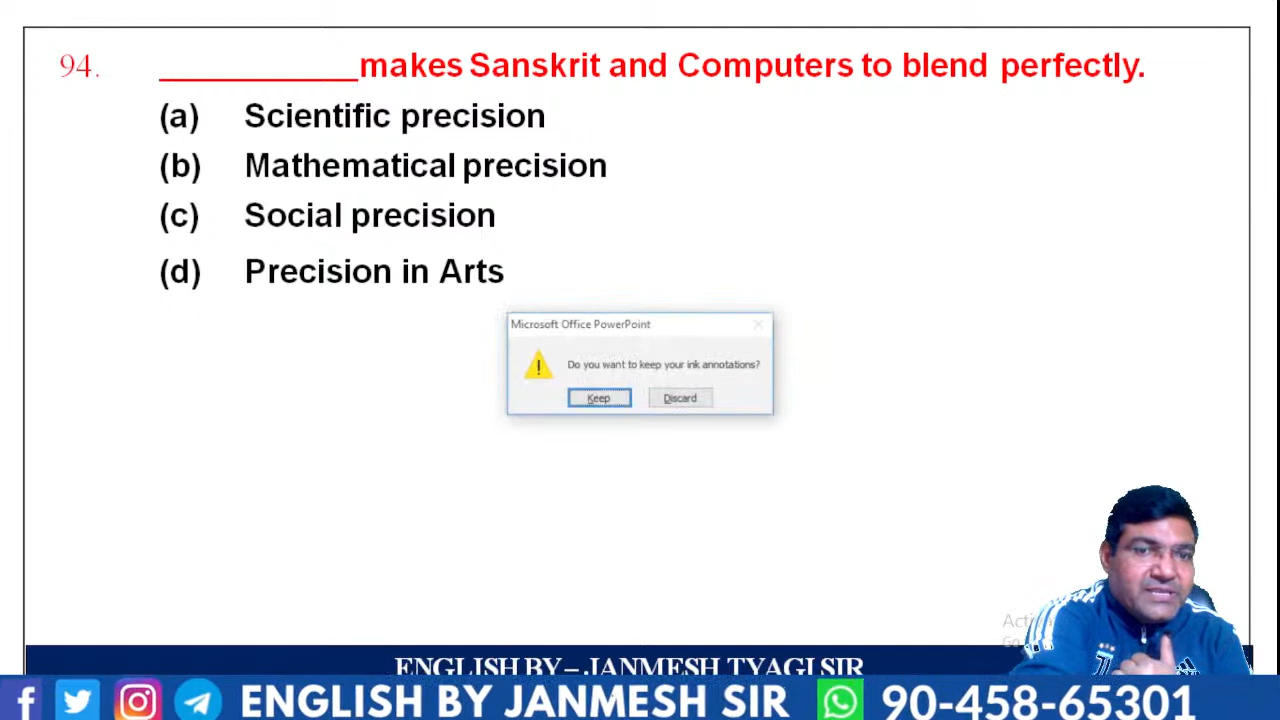 94. ___________makes Sanskrit and Computers to blend perfectly.
(a) Scientific precision
(b) Mathematical precision
(c) Social precision
(d) Precision in Arts
Microsoft Office PowerPoint
Do you want to keep your ink annotations?
Keep Discard
ENGLISH BY – JANMESH TYAGI SIR
ENGLISH BY JANMESH SIR 90-458-65301